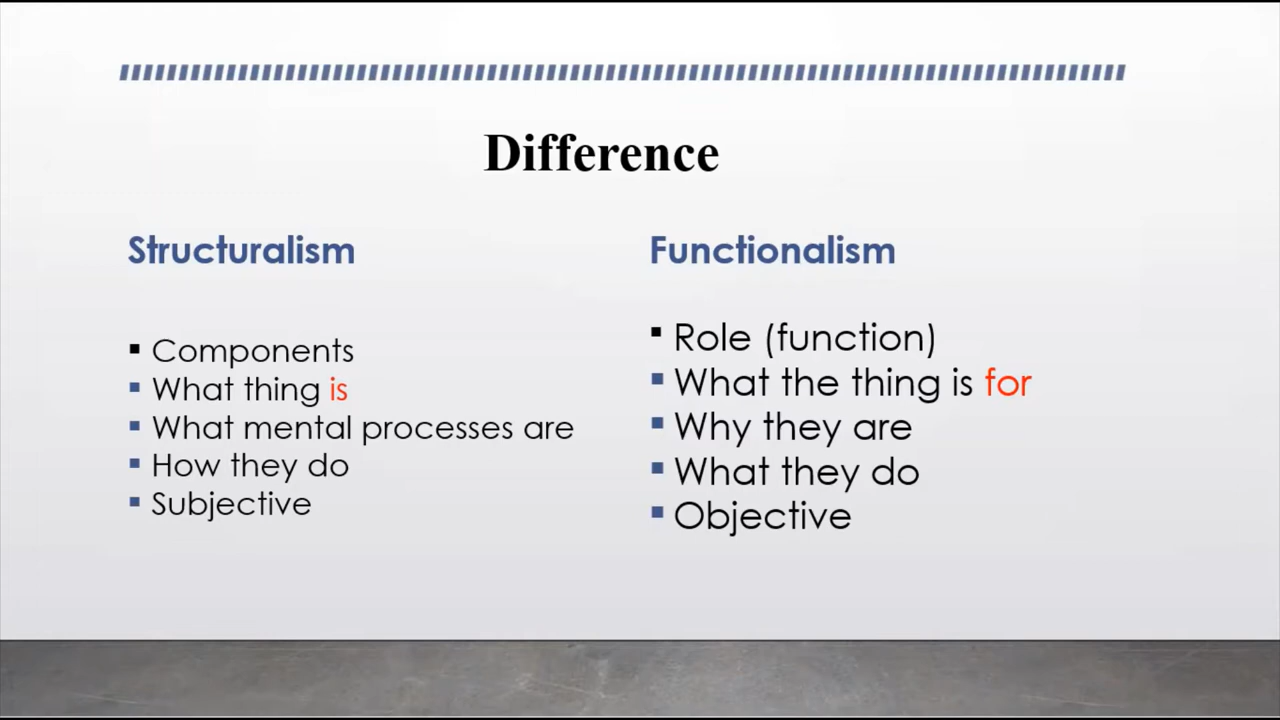 Difference
Structuralism
▪ Components
▪ What thing is
▪ What mental processes are
▪ How they do
▪ Subjective
Functionalism
▪ Role (function)
▪ What the thing is for
▪ Why they are
▪ What they do
▪ Objective